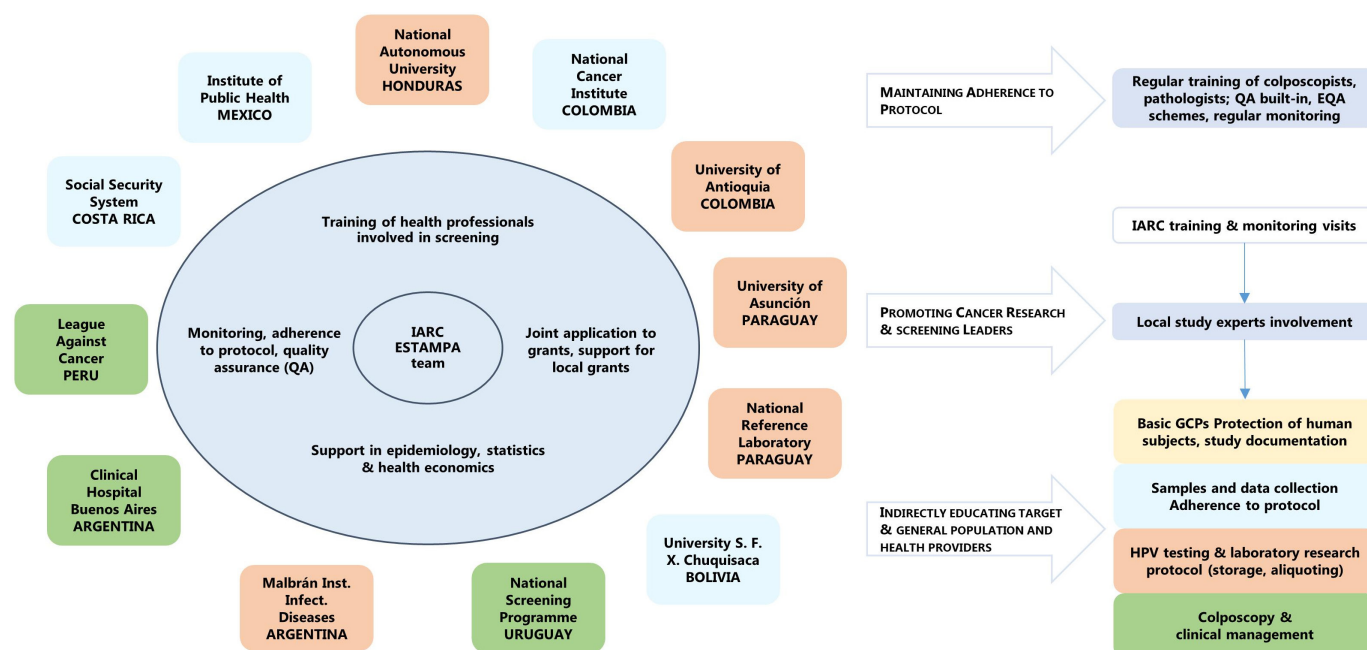 National
Autonomous
University
HONDURAS
National
Cancer
Institute
COLOMBIA
Institute of
Public Health
MEXICO
University of
Antioquia
COLOMBIA
Social Security
System
COSTA RICA
University of
Asunción
PARAGUAY
League
Against
Cancer
PERU
National
Reference
Laboratory
PARAGUAY
Clinical
Hospital
Buenos Aires
ARGENTINA
University S. F.
X. Chuquisaca
BOLIVIA
Malbrán Inst.
Infect.
Diseases
ARGENTINA
National
Screening
Programme
URUGUAY
Training of health professionals
involved in screening
Monitoring, adherence
to protocol, quality
assurance (QA)
IARC
ESTAMPA
team
Joint application to
grants, support for
local grants
Support in epidemiology, statistics
& health economics
MAINTAINING ADHERENCE TO
PROTOCOL
Regular training of colposcopists,
pathologists; QA built-in, EQA
schemes, regular monitoring
PROMOTING CANCER RESEARCH
& SCREENING LEADERS
IARC training & monitoring visits
Local study experts involvement
INDIRECTLY EDUCATING TARGET
& GENERAL POPULATION AND
HEALTH PROVIDERS
Basic GCPs Protection of human
subjects, study documentation
Samples and data collection
Adherence to protocol
HPV testing & laboratory research
protocol (storage, aliquoting)
Colposcopy &
clinical management